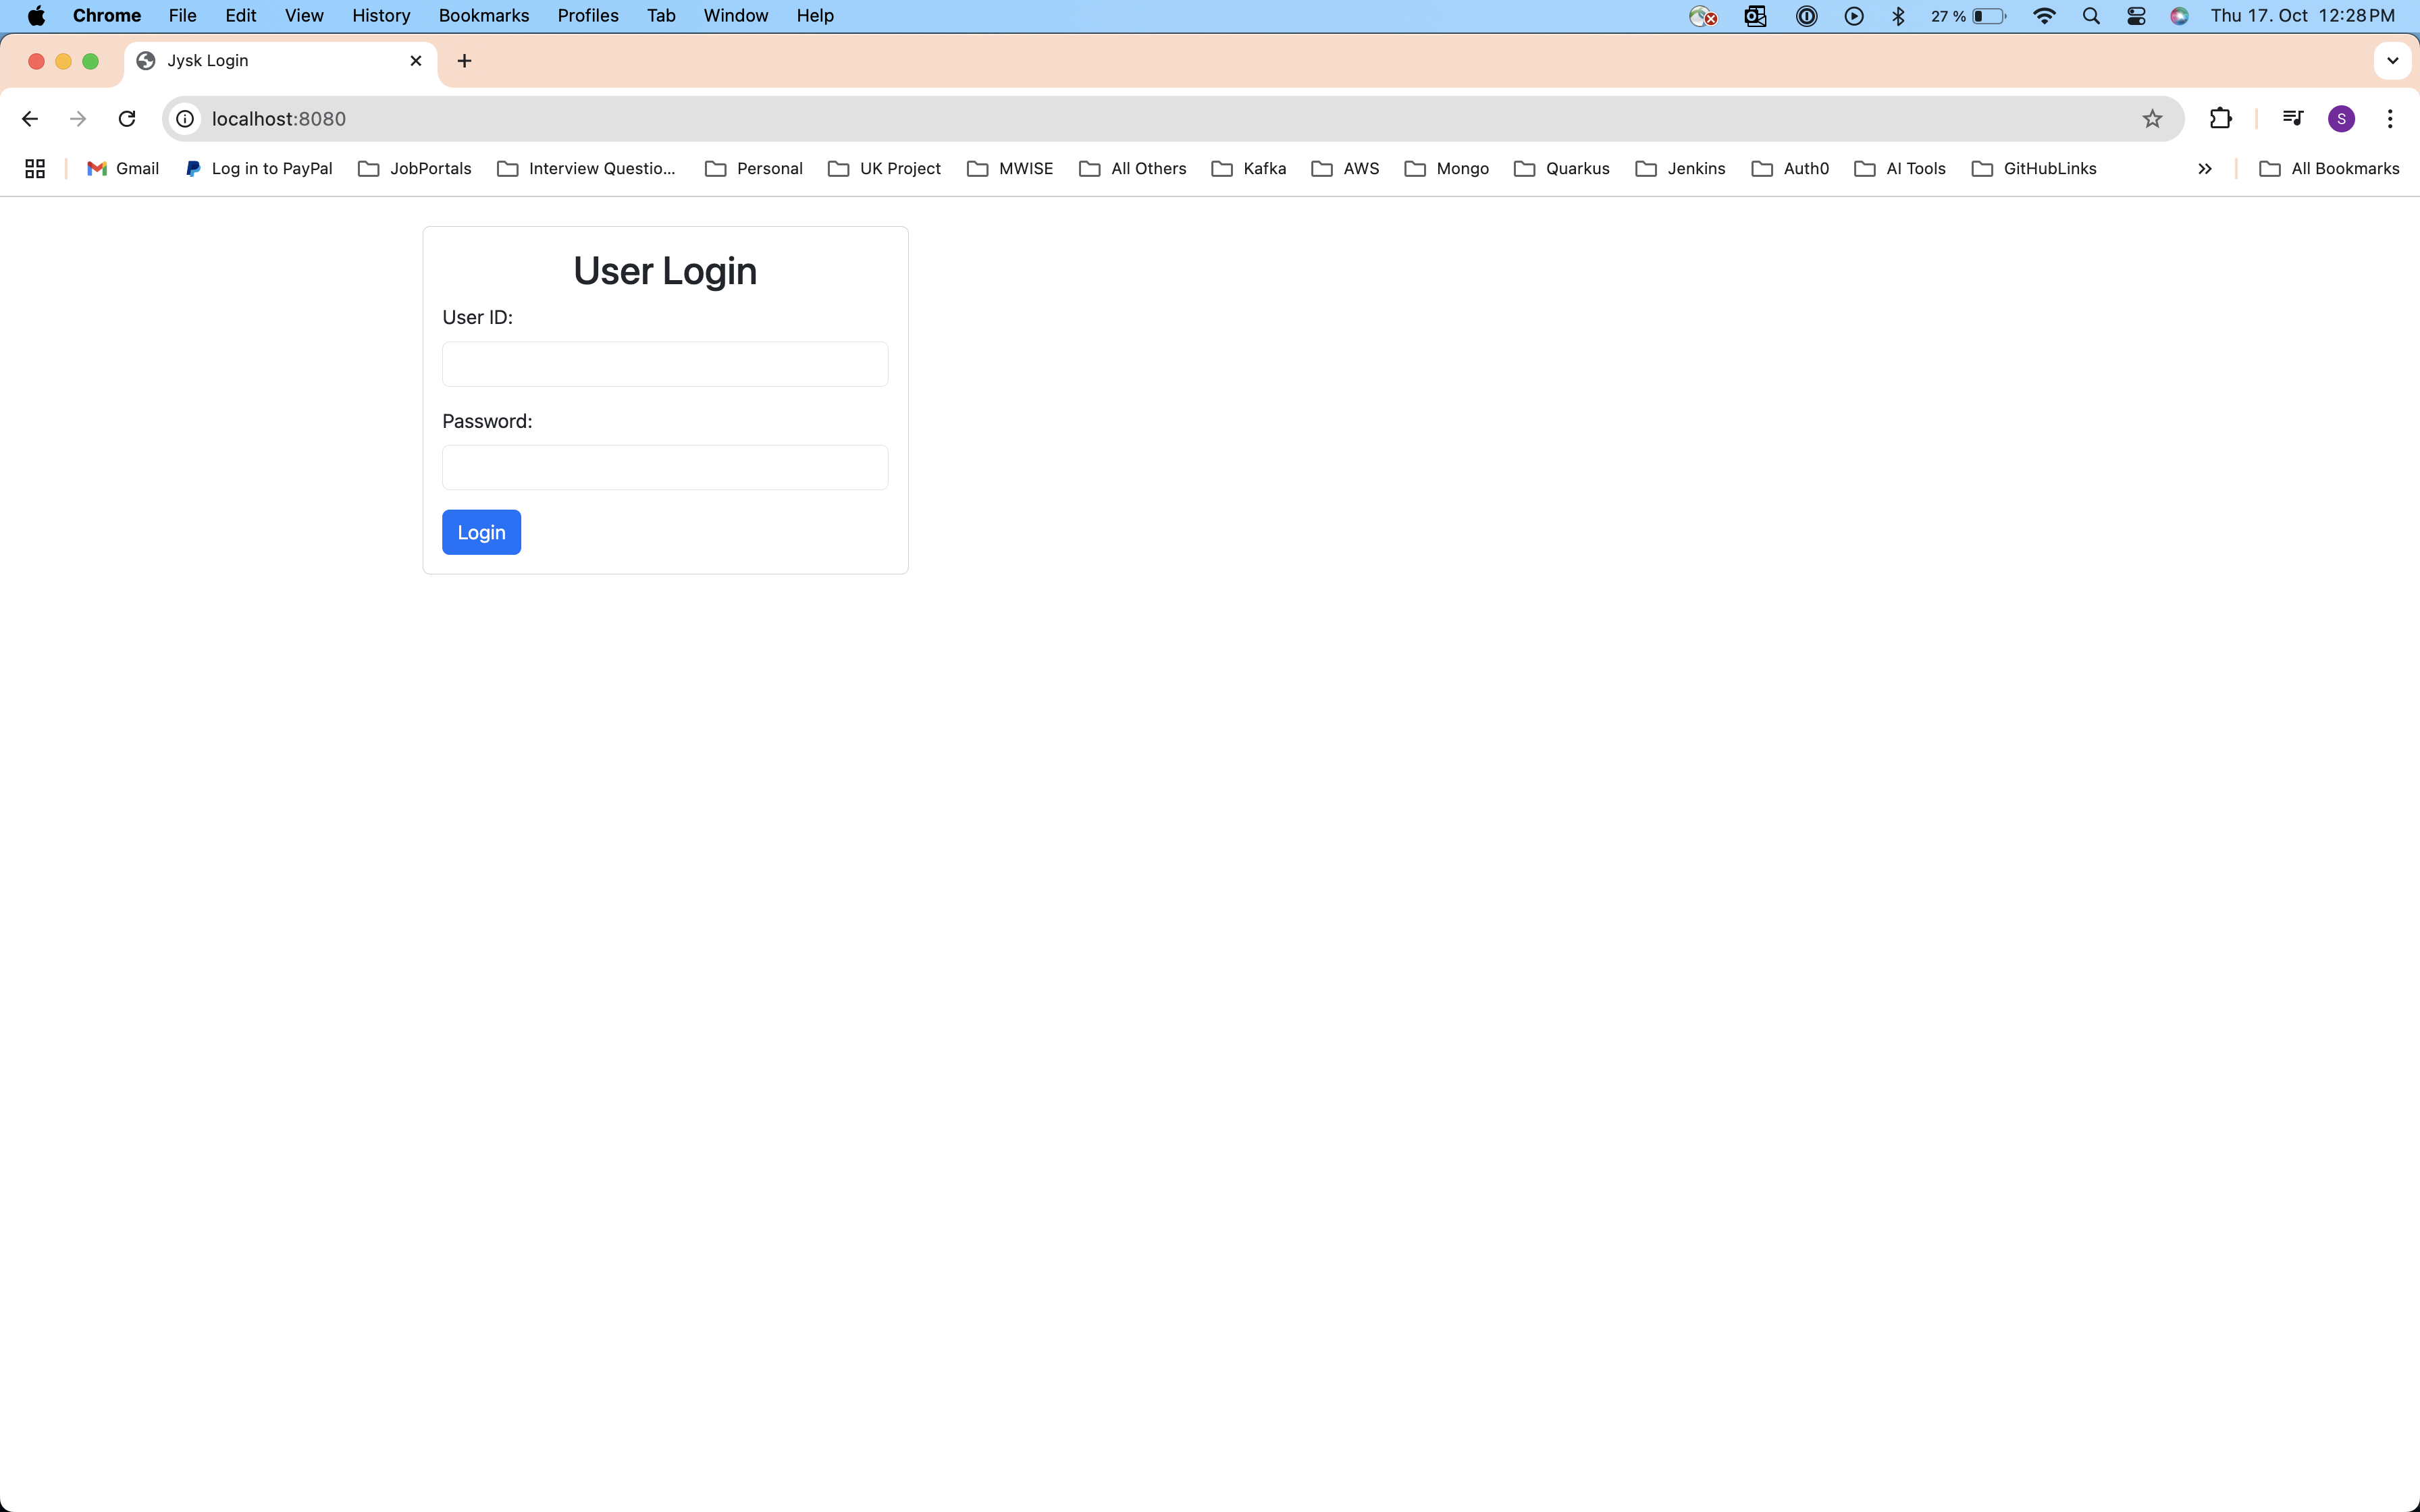 Chrome File Edit View History Bookmarks Profiles Tab Window Help 27 % Thu 17. Oct 12:28 PM
Jysk Login
localhost:8080 S
Gmail Log in to PayPal JobPortals Interview Questio... Personal UK Project MWISE All Others Kafka AWS Mongo Quarkus Jenkins Auth0 AI Tools GitHubLinks All Bookmarks
User Login
User ID:
Password:
Login